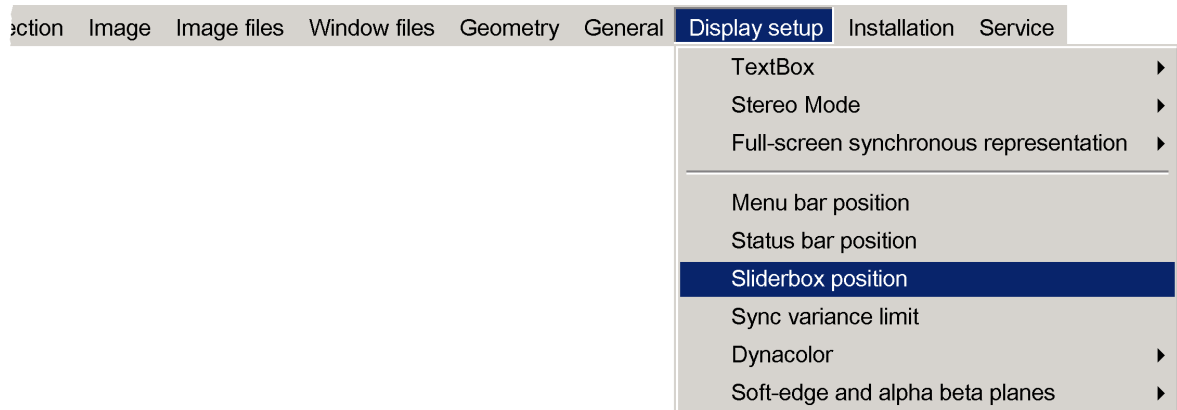 Image Image files Window files Geometry General Display setup Installation Service
TextBox
Stereo Mode
Full-screen synchronous representation
Menu bar position
Status bar position
Sliderbox position
Sync variance limit
Dynacolor
Soft-edge and alpha beta planes